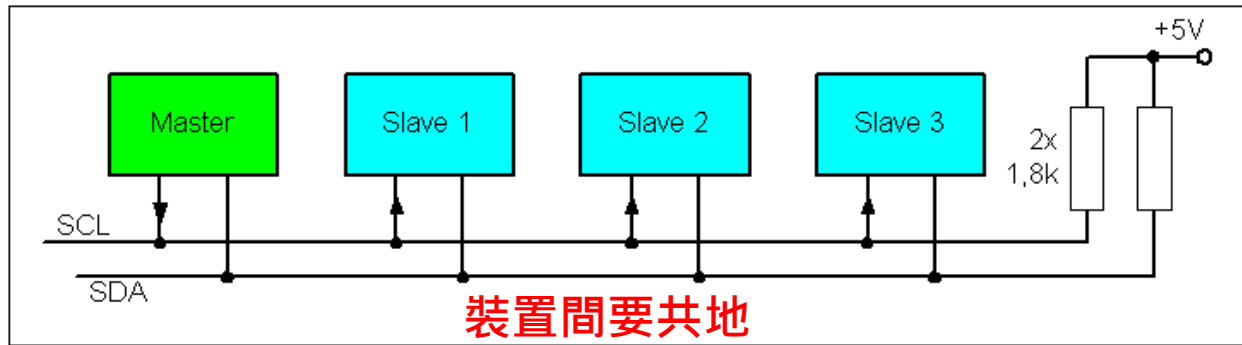 +5V
Master
Slave 1
Slave 2
Slave 3
2x
1,8k
SCL
SDA
裝置間要共地